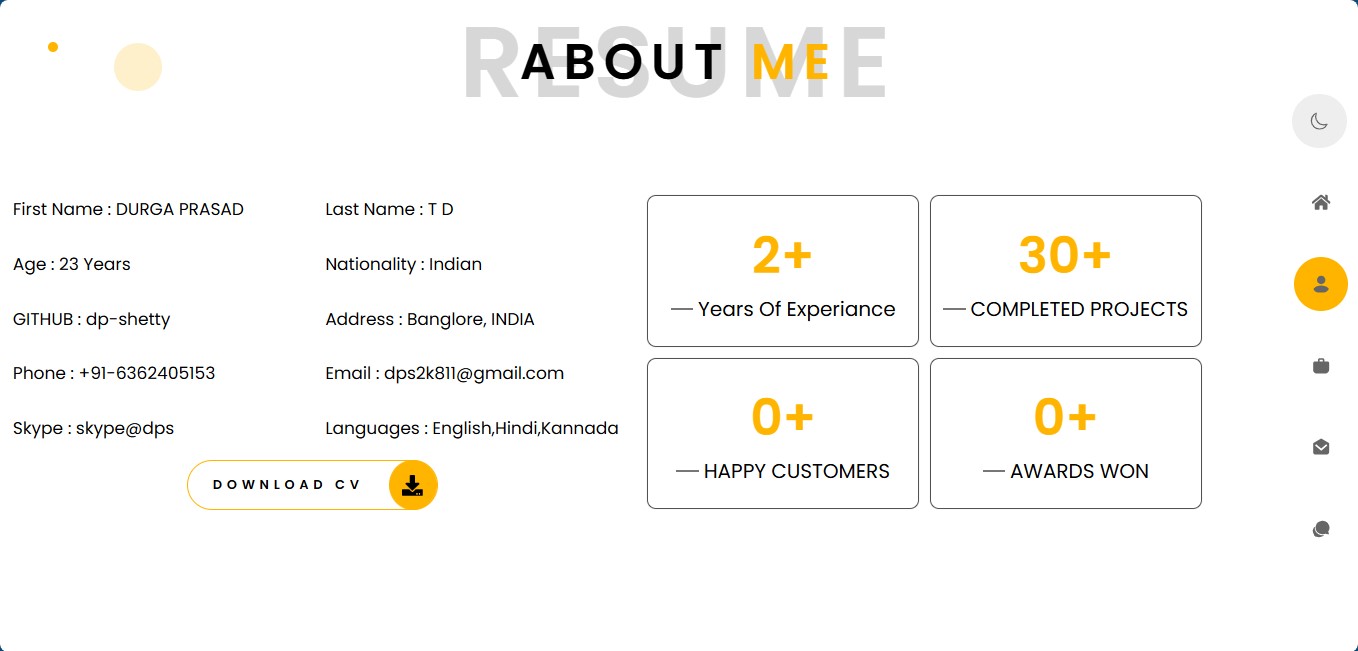 RESUME
ABOUT ME
First Name : DURGA PRASAD
Last Name : T D
Age : 23 Years
Nationality : Indian
GITHUB : dp-shetty
Address : Banglore, INDIA
Phone : +91-6362405153
Email : dps2k811@gmail.com
Skype : skype@dps
Languages : English,Hindi,Kannada
DOWNLOAD CV
2+
— Years Of Experiance
30+
— COMPLETED PROJECTS
0+
— HAPPY CUSTOMERS
0+
— AWARDS WON